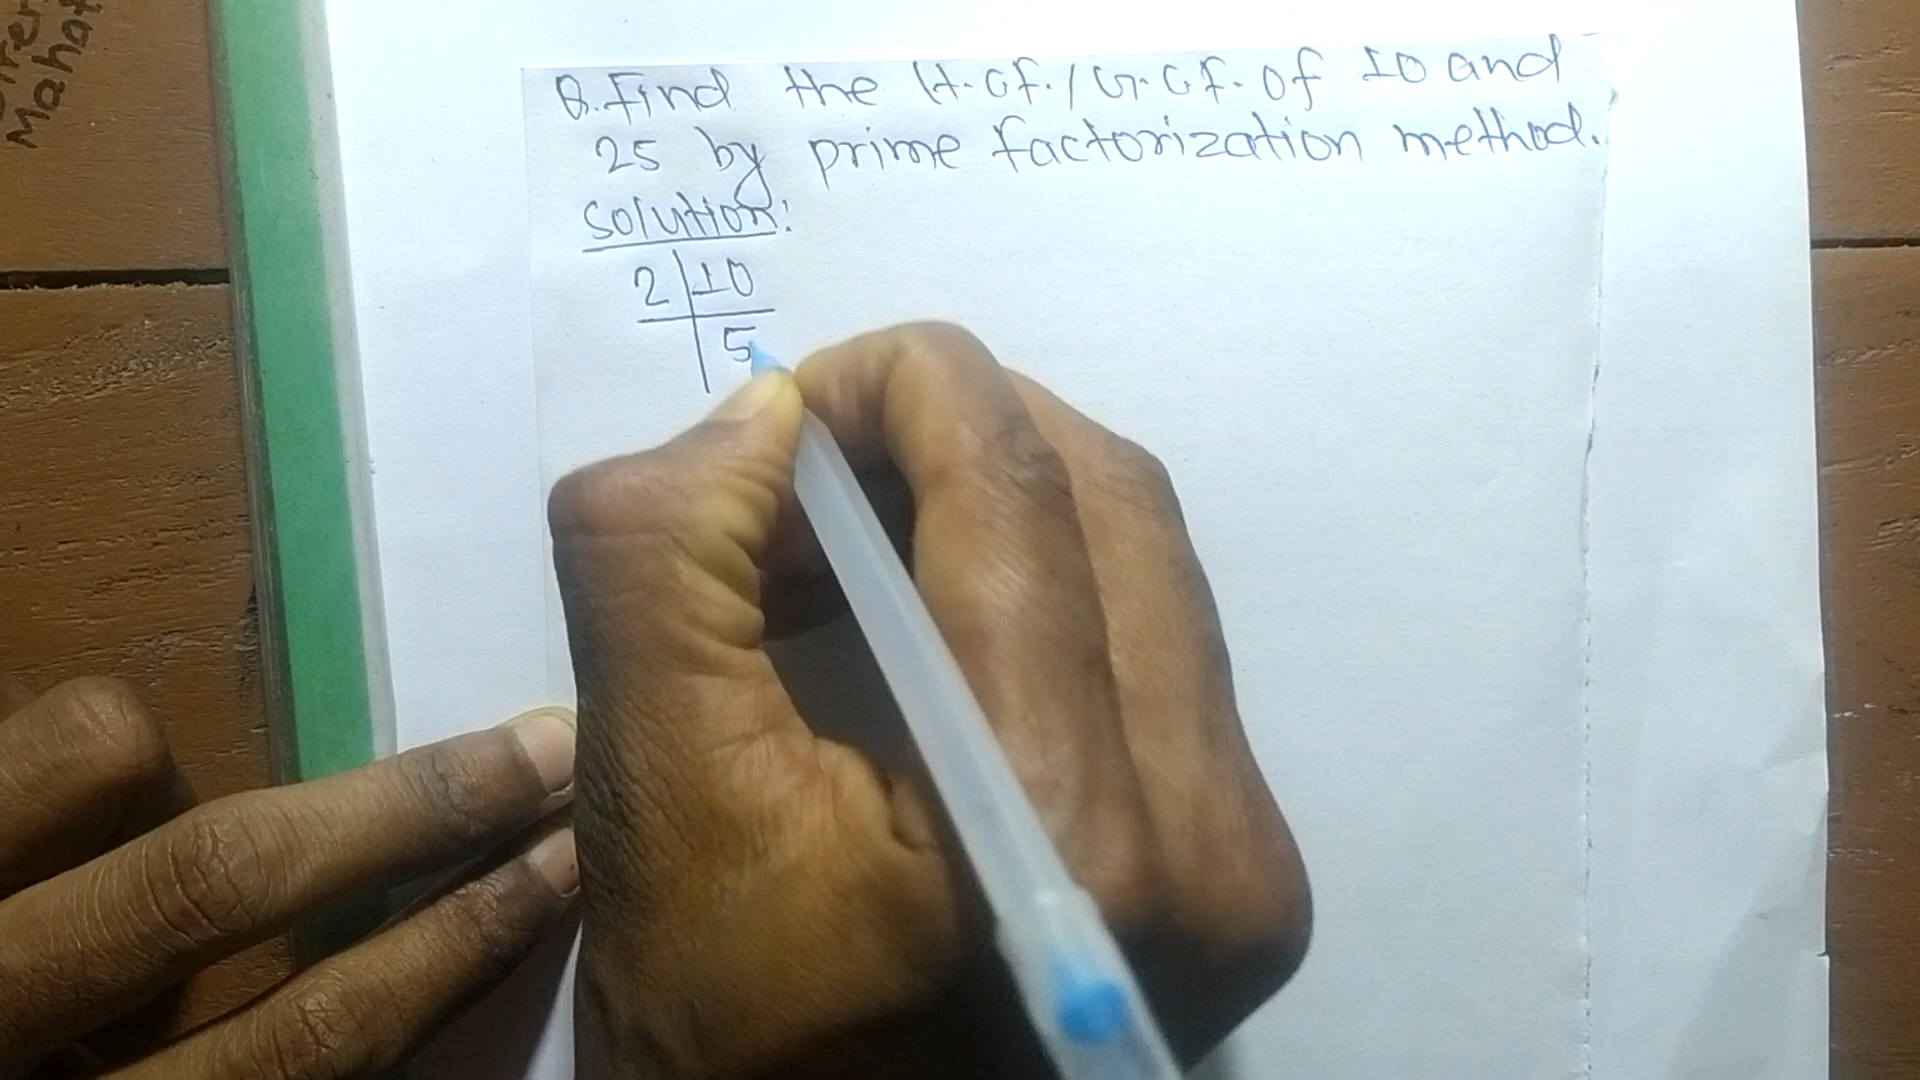 Q. Find the H.C.F. / G.C.F. of 10 and
25 by prime factorization method.
Solution:
2 | 10
5